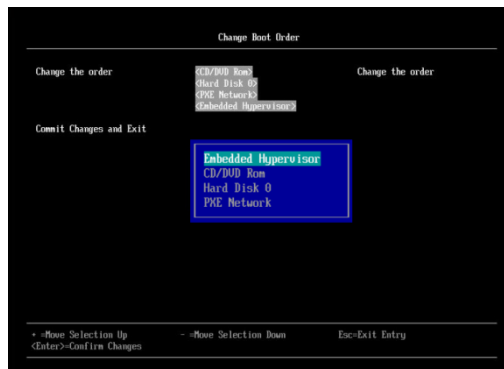 Change Boot Order
Change the order
<CD/DVD Rom>
<Hard Disk 0>
<PXE Network>
<Embedded Hypervisor>
Change the order
Commit Changes and Exit
Embedded Hypervisor
CD/DVD Rom
Hard Disk 0
PXE Network
+ =Move Selection Up
- =Move Selection Down
Esc=Exit Entry
<Enter>=Confirm Changes